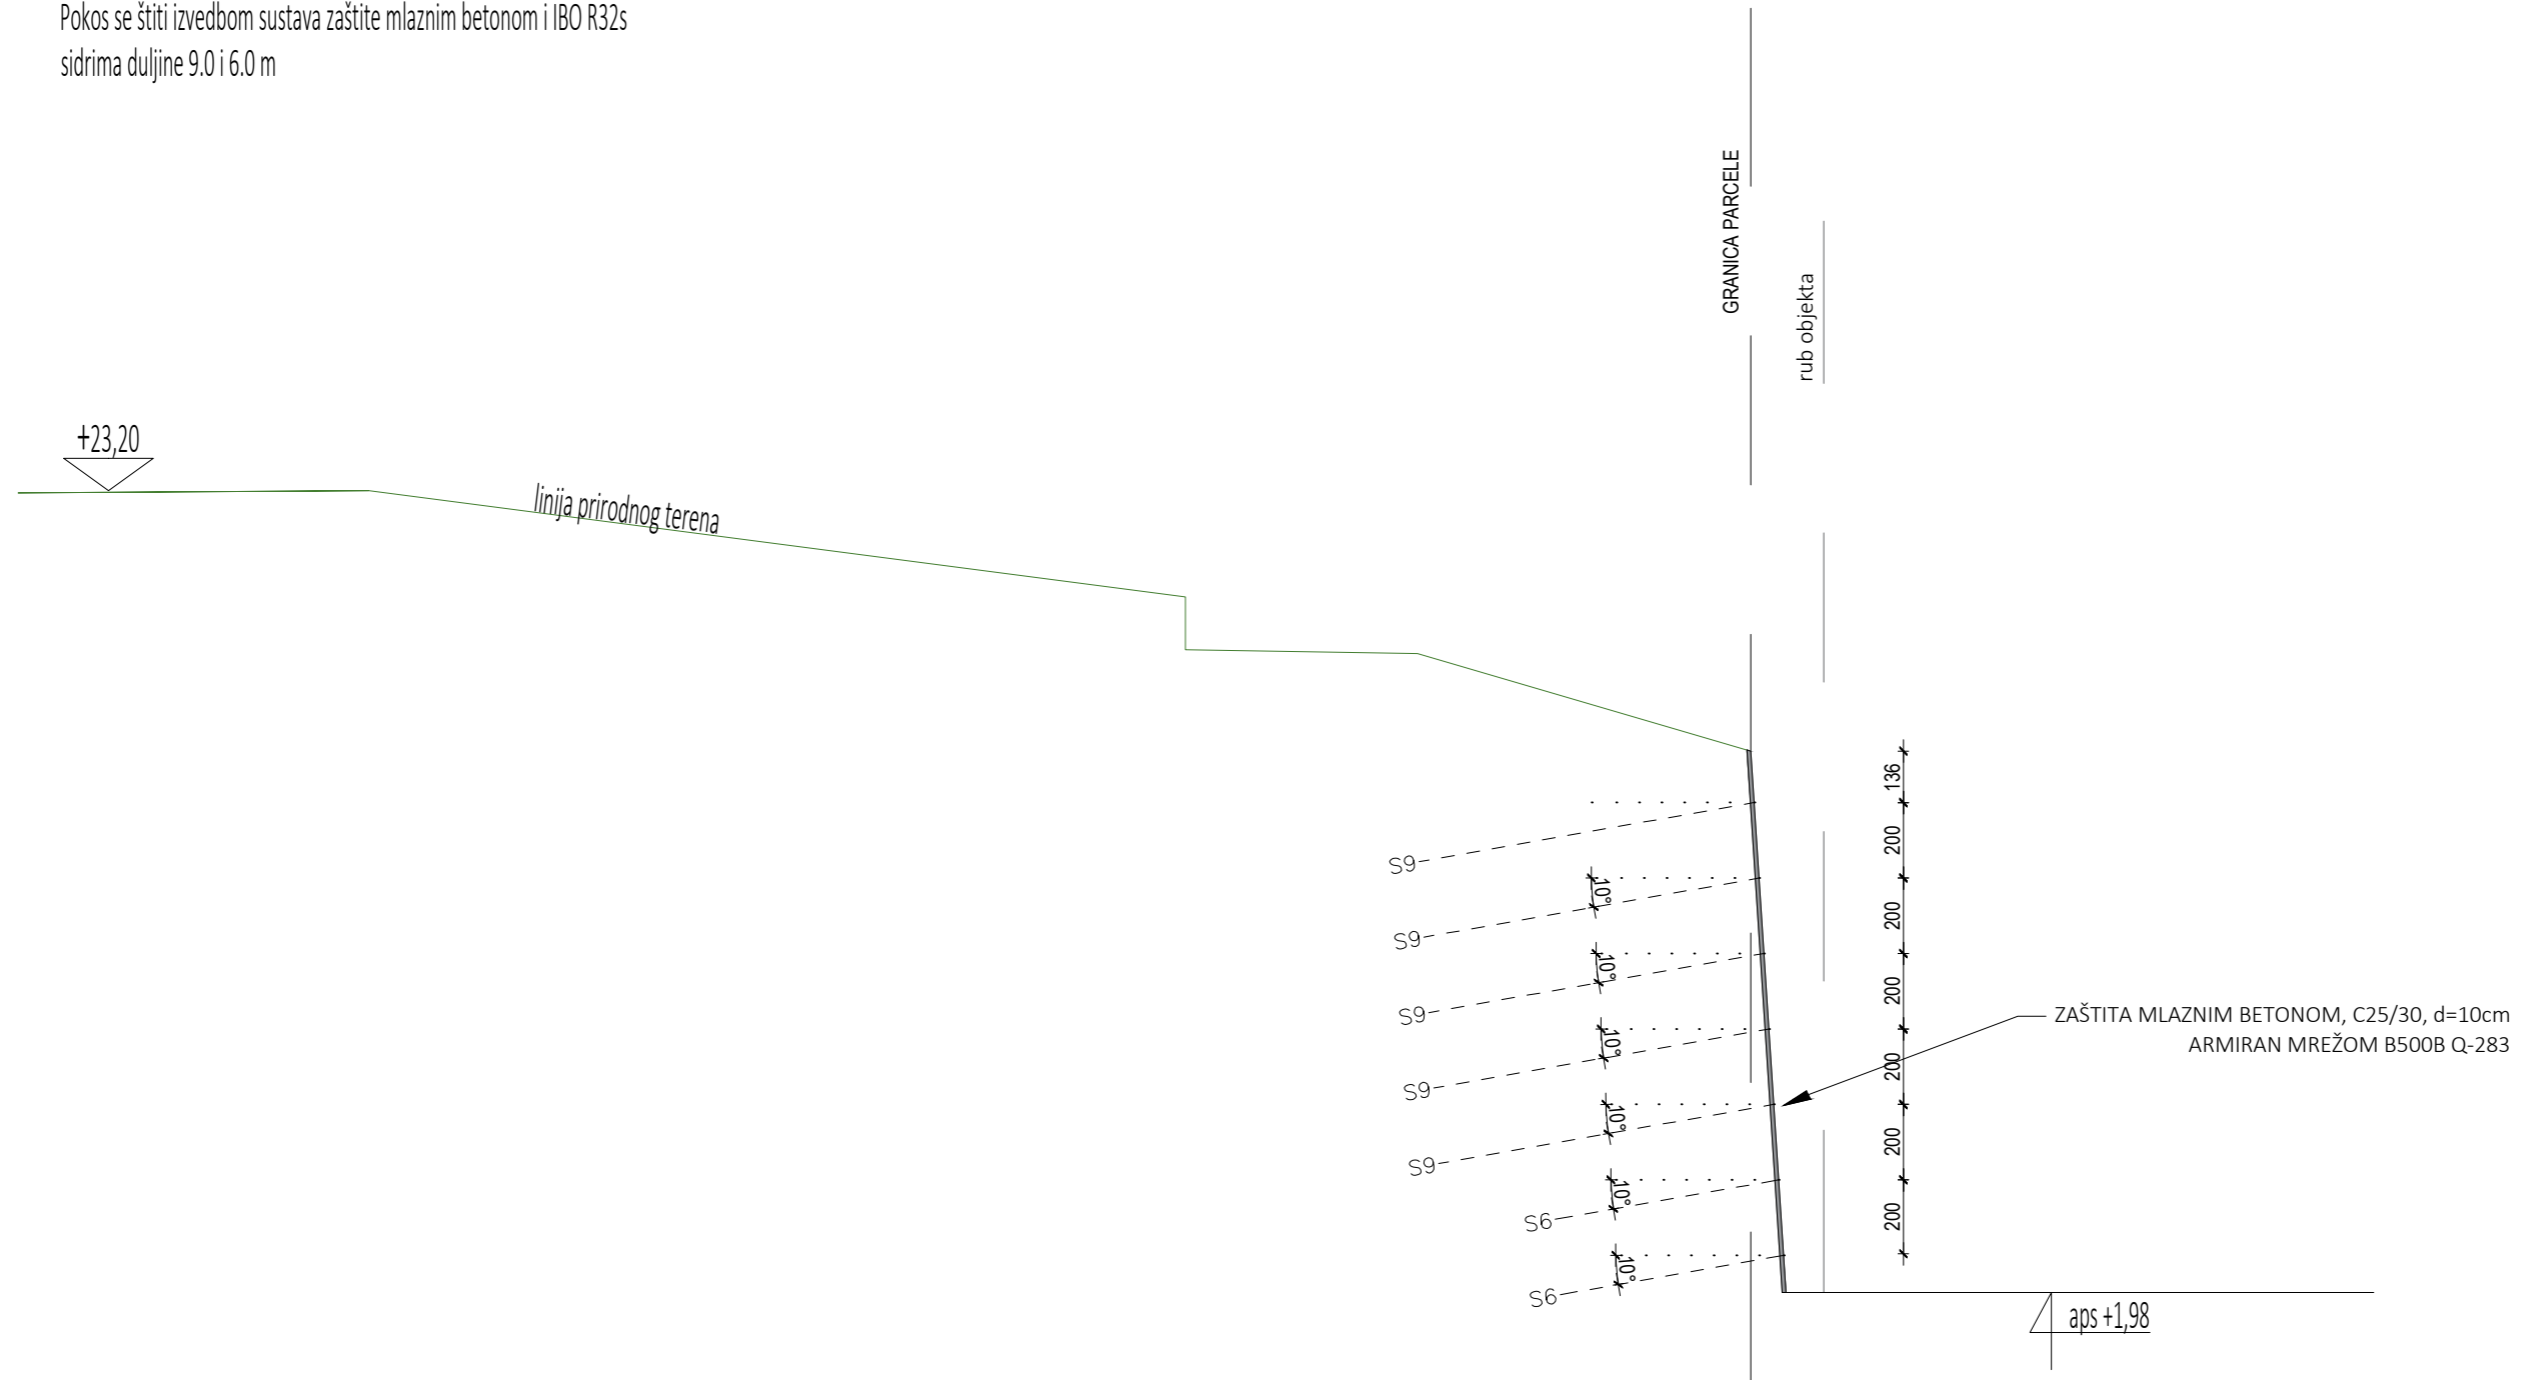 Pokos se štiti izvedbom sustava zaštite mlaznim betonom i IBO R32s
sidrima duljine 9.0 i 6.0 m
GRANICA PARCELE
rub objekta
+23,20
linija prirodnog terena
136
200
200
200
200
200
200
S9
S9
10°
S9
10°
S9
10°
S9
10°
S6
10°
S6
10°
ZAŠTITA MLAZNIM BETONOM, C25/30, d=10cm
ARMIRAN MREŽOM B500B Q-283
aps +1,98